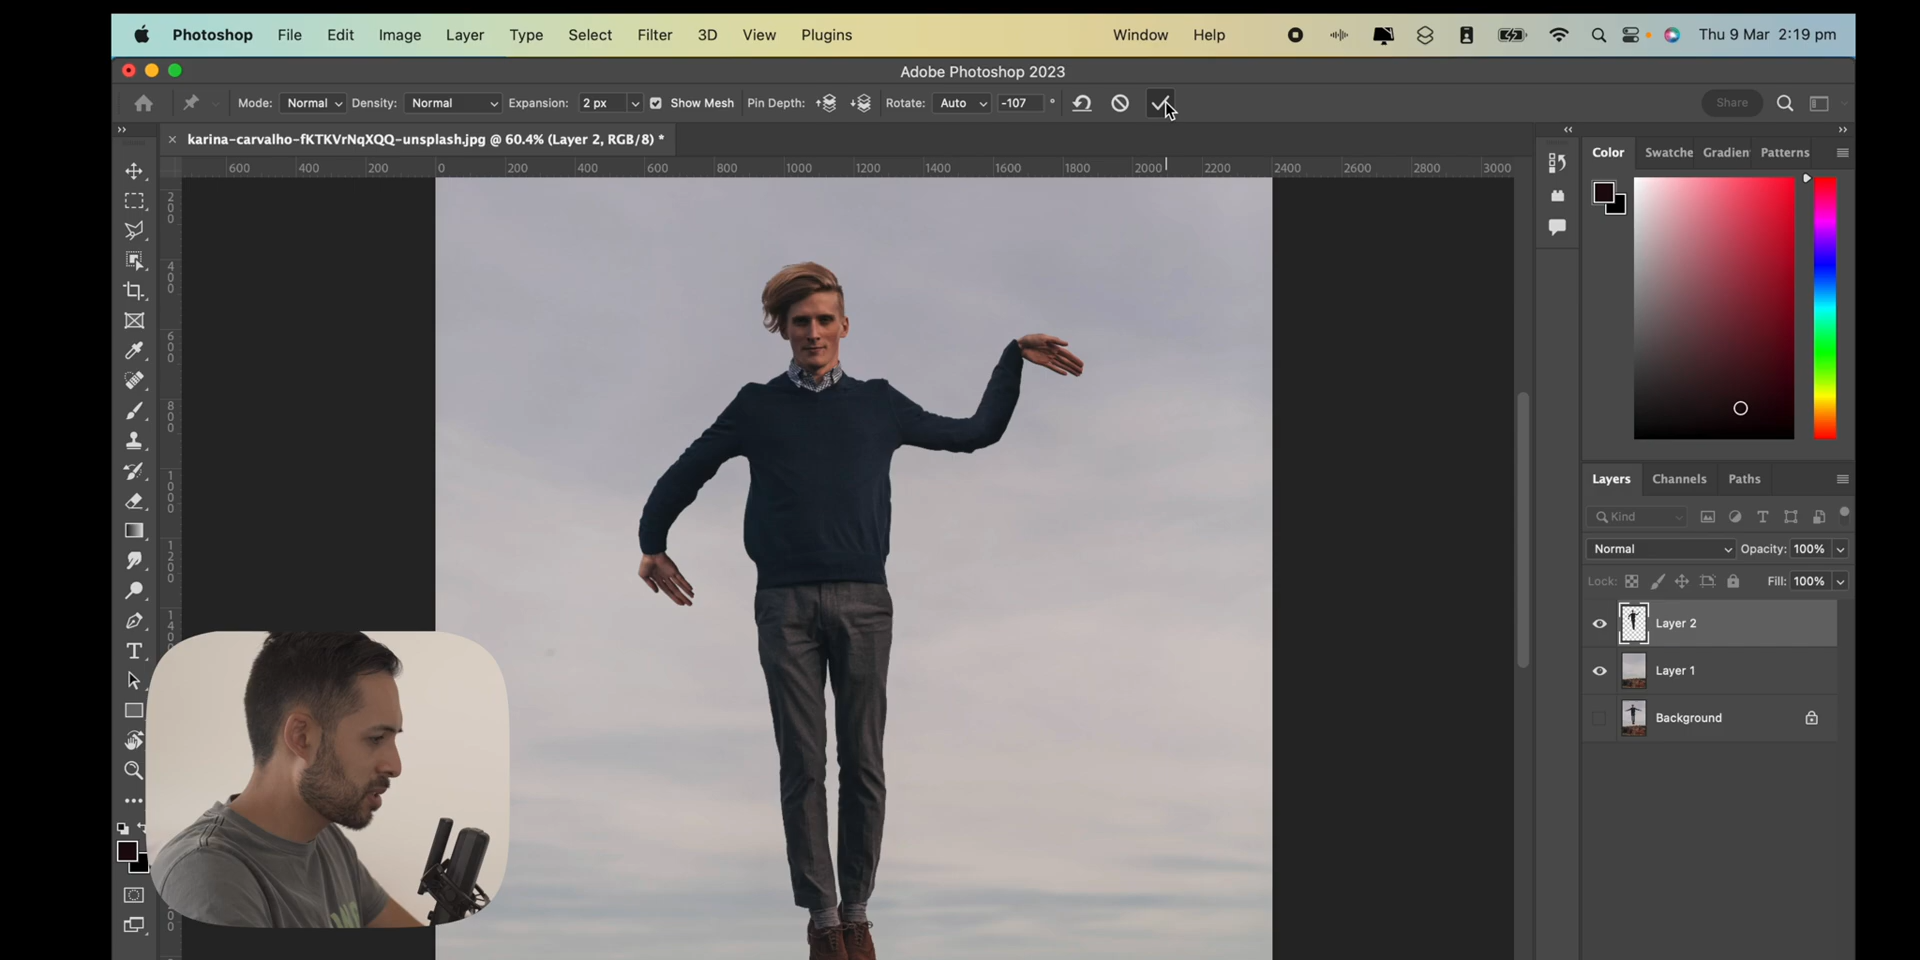 Photoshop File Edit Image Layer Type Select Filter 3D View Plugins Window Help Thu 9 Mar 2:19 pm
Adobe Photoshop 2023
Mode: Normal Density: Normal Expansion: 2 px Show Mesh Pin Depth: Rotate: Auto -107 ° Share
karina-carvalho-fKTKVrNqXQQ-unsplash.jpg @ 60.4% (Layer 2, RGB/8) *
600 400 200 0 200 400 600 800 1000 1200 1400 1600 1800 2000 2200 2400 2600 2800 3000
200
400
600
800
1000
1200
Color Swatche Gradien Patterns
Layers Channels Paths
Kind
Normal Opacity: 100%
Lock: Fill: 100%
Layer 2
Layer 1
Background